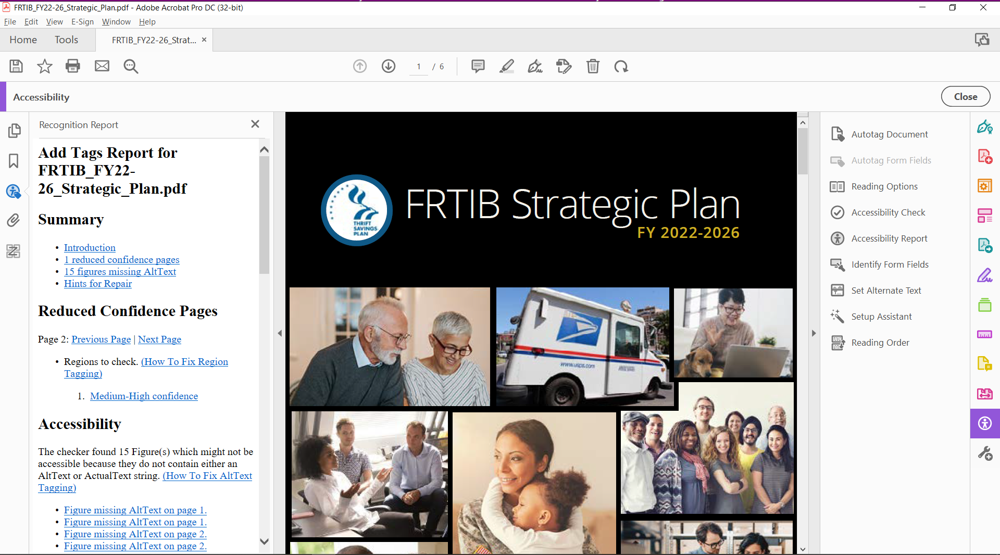 FRTIB_FY22-26_Strategic_Plan.pdf - Adobe Acrobat Pro DC (32-bit)
File Edit View E-Sign Window Help
Home Tools FRTIB_FY22-26_Strat...
1 / 6
Accessibility
Close
Recognition Report
Add Tags Report for
FRTIB_FY22-
26_Strategic_Plan.pdf
Summary
• Introduction
• 1 reduced confidence pages
• 15 figures missing AltText
• Hints for Repair
Reduced Confidence Pages
Page 2: Previous Page | Next Page
• Regions to check. (How To Fix Region
Tagging)
1. Medium-High confidence
Accessibility
The checker found 15 Figure(s) which might not be
accessible because they do not contain either an
AltText or ActualText string. (How To Fix AltText
Tagging)
• Figure missing AltText on page 1.
• Figure missing AltText on page 1.
• Figure missing AltText on page 2.
• Figure missing AltText on page 2.
THRIFT
SAVINGS
PLAN
FRTIB Strategic Plan
FY 2022-2026
www.usps.com
Autotag Document
Autotag Form Fields
Reading Options
Accessibility Check
Accessibility Report
Identify Form Fields
Set Alternate Text
Setup Assistant
Reading Order